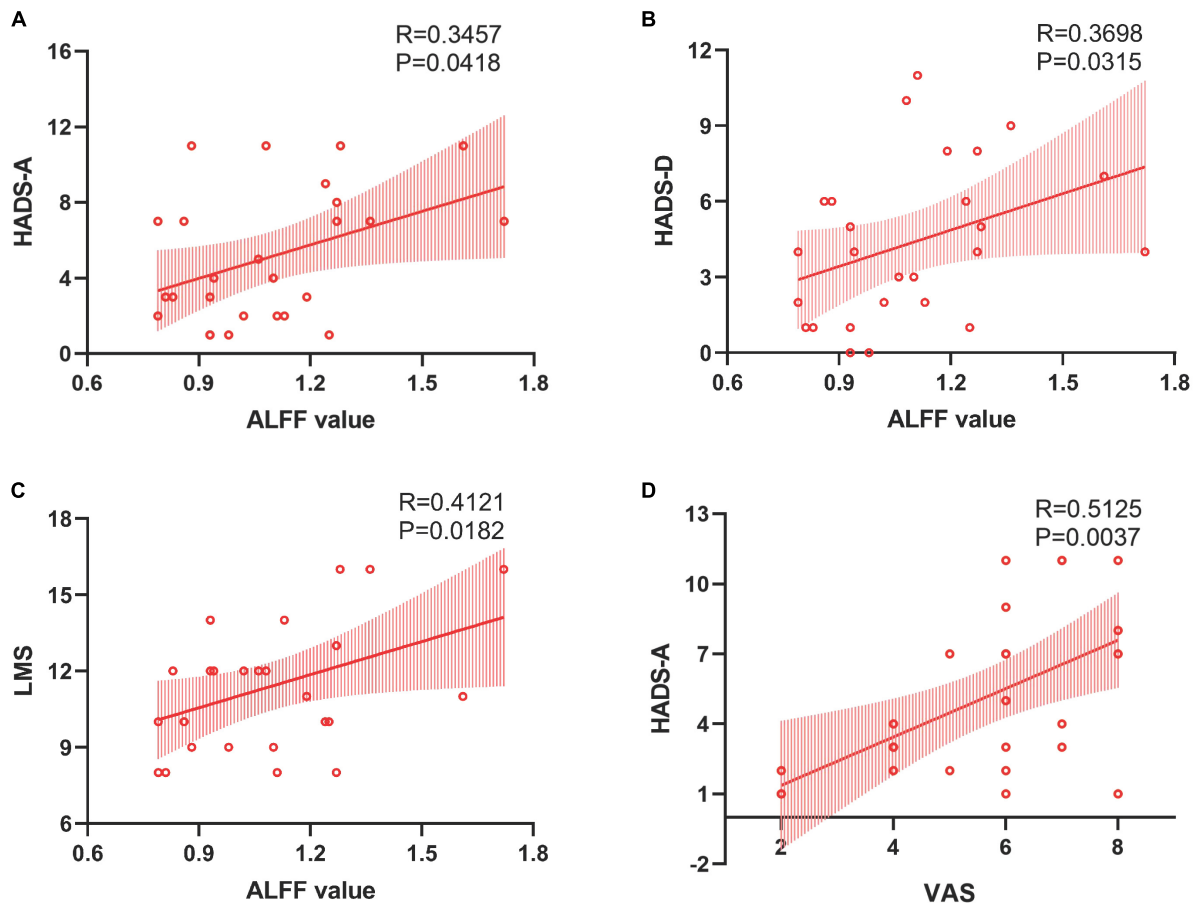 A
R=0.3457
P=0.0418
16
12
8
4
0
HADS-A
0.6 0.9 1.2 1.5 1.8
ALFF value
B
R=0.3698
P=0.0315
12
9
6
3
0
HADS-D
0.6 0.9 1.2 1.5 1.8
ALFF value
C
R=0.4121
P=0.0182
18
15
12
9
6
LMS
0.6 0.9 1.2 1.5 1.8
ALFF value
D
R=0.5125
P=0.0037
13
10
7
4
1
-2
HADS-A
2 4 6 8
VAS